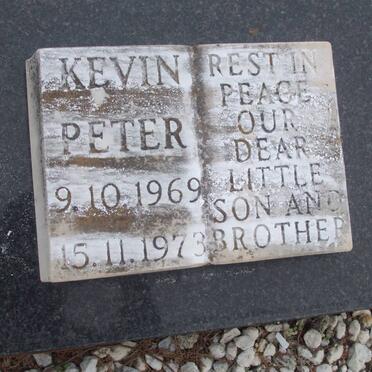 KEVIN
PETER
9.10.1969
15.11.1973
REST IN
PEACE
OUR
DEAR
LITTLE
SON AND
BROTHER